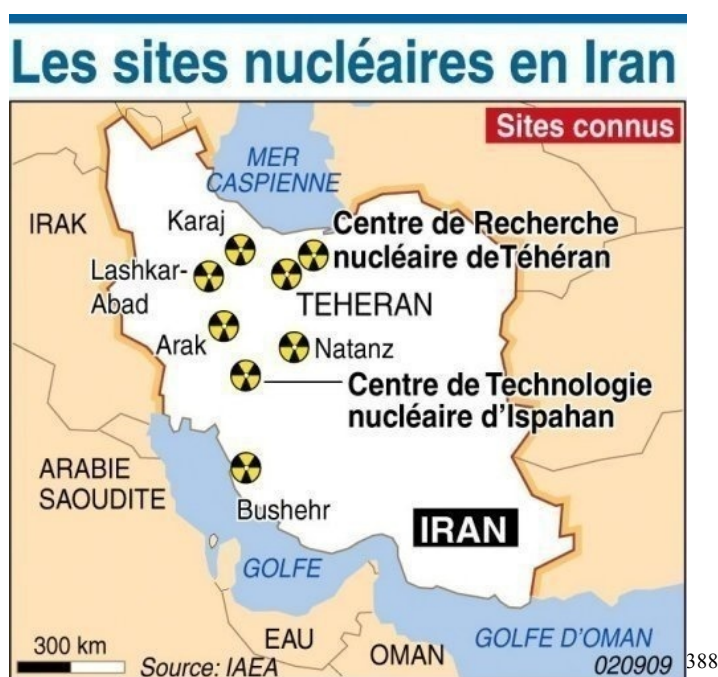 Les sites nucléaires en Iran
Sites connus
MER
CASPIENNE
IRAK
Karaj
Centre de Recherche
nucléaire de Téhéran
Lashkar-
Abad
TEHERAN
Arak
Natanz
Centre de Technologie
nucléaire d'Ispahan
ARABIE
SAOUDITE
Bushehr
IRAN
GOLFE
300 km
EAU
OMAN
GOLFE D'OMAN
Source: IAEA
020909
388